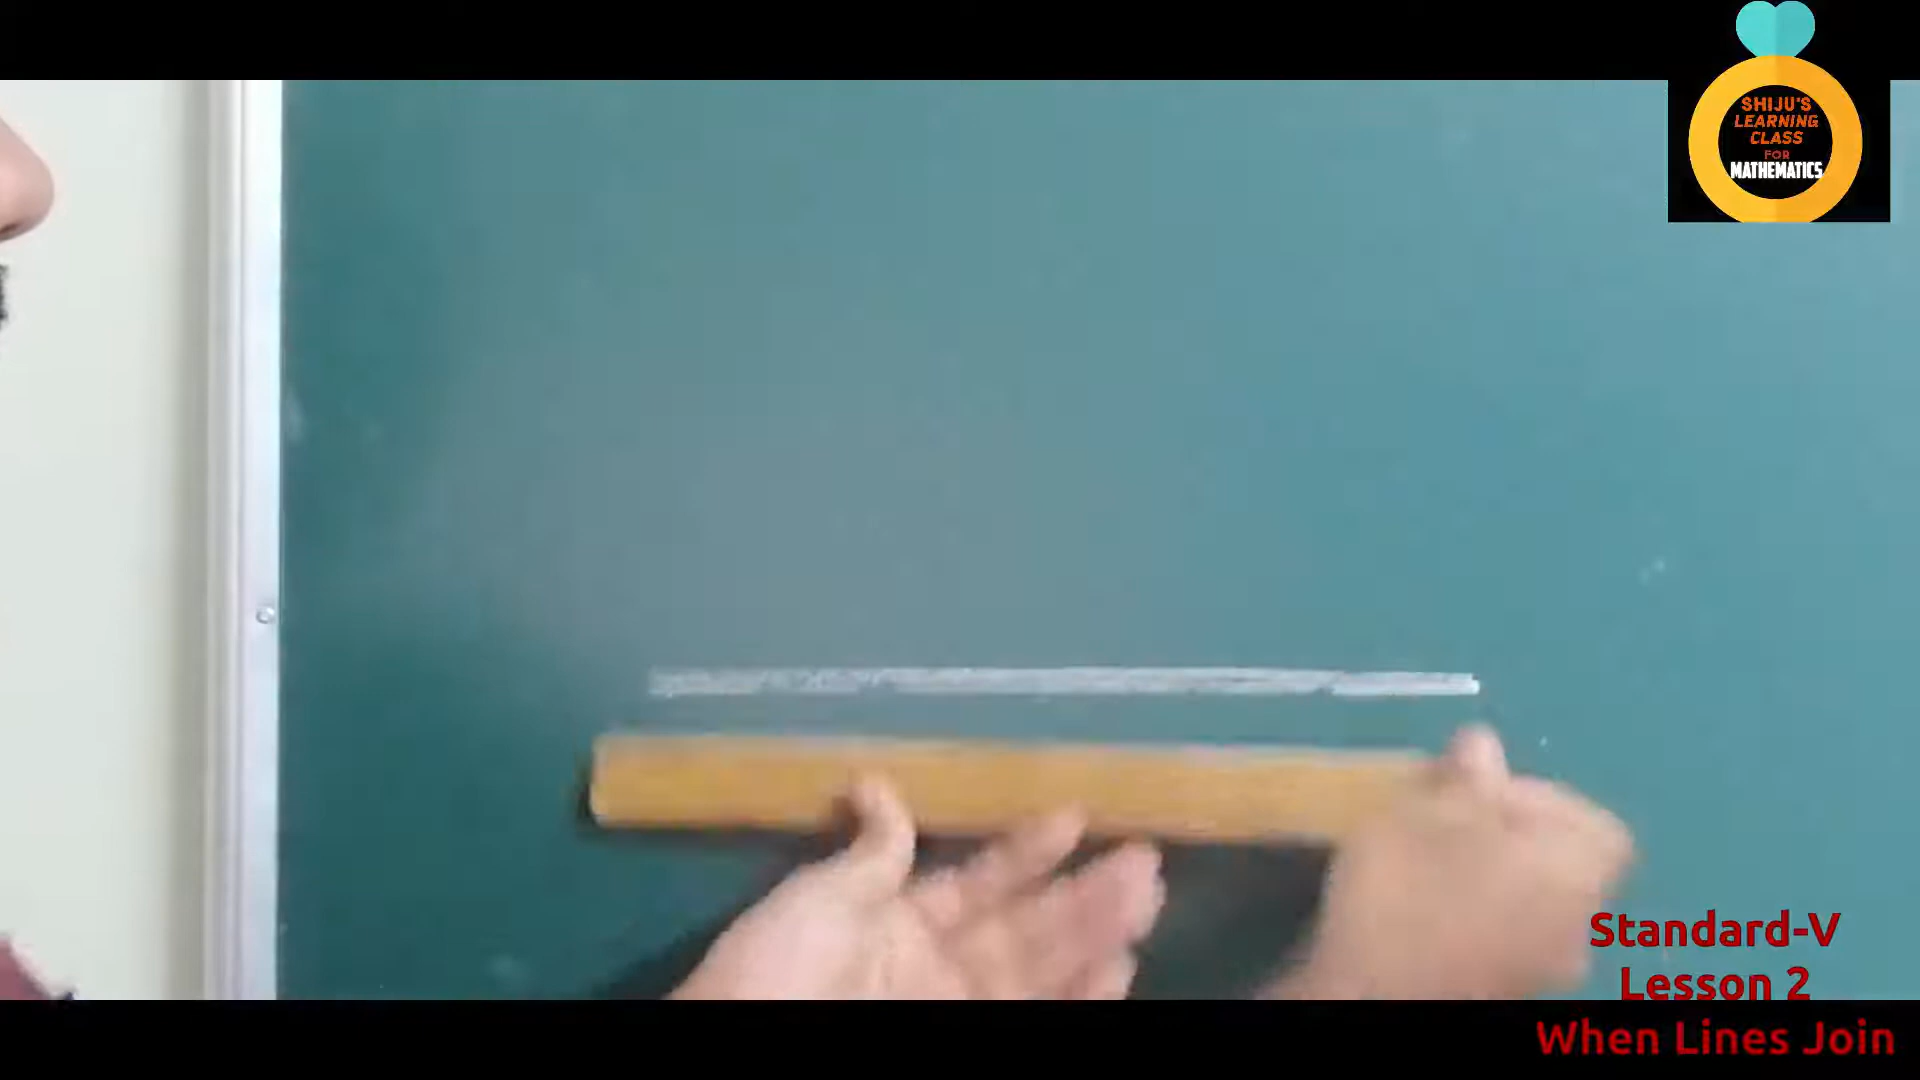 SHIJU'S
LEARNING
CLASS
FOR
MATHEMATICS
Standard-V
Lesson 2
When Lines Join